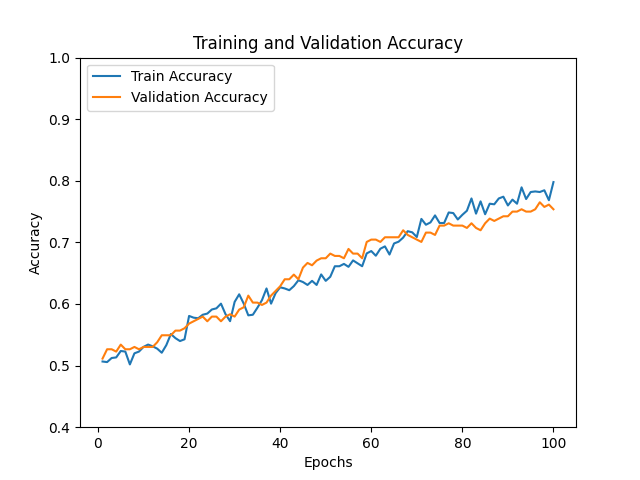 Training and Validation Accuracy
Train Accuracy
Validation Accuracy
1.0
0.9
0.8
0.7
0.6
0.5
0.4
Accuracy
0 20 40 60 80 100
Epochs